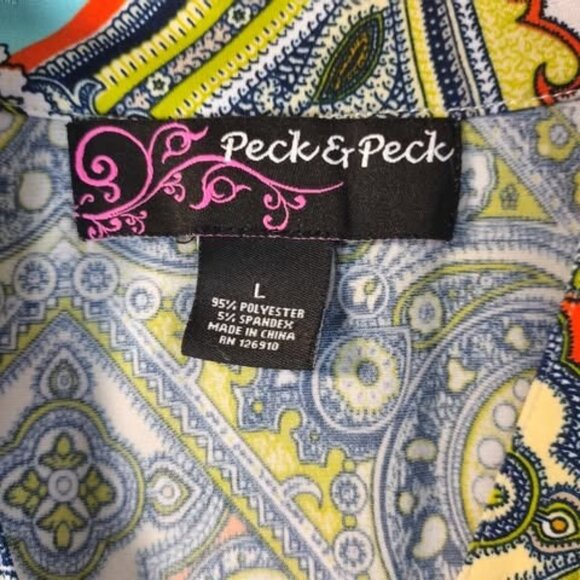 Peck & Peck
L
95% POLYESTER
5% SPANDEX
MADE IN CHINA
RN 126910